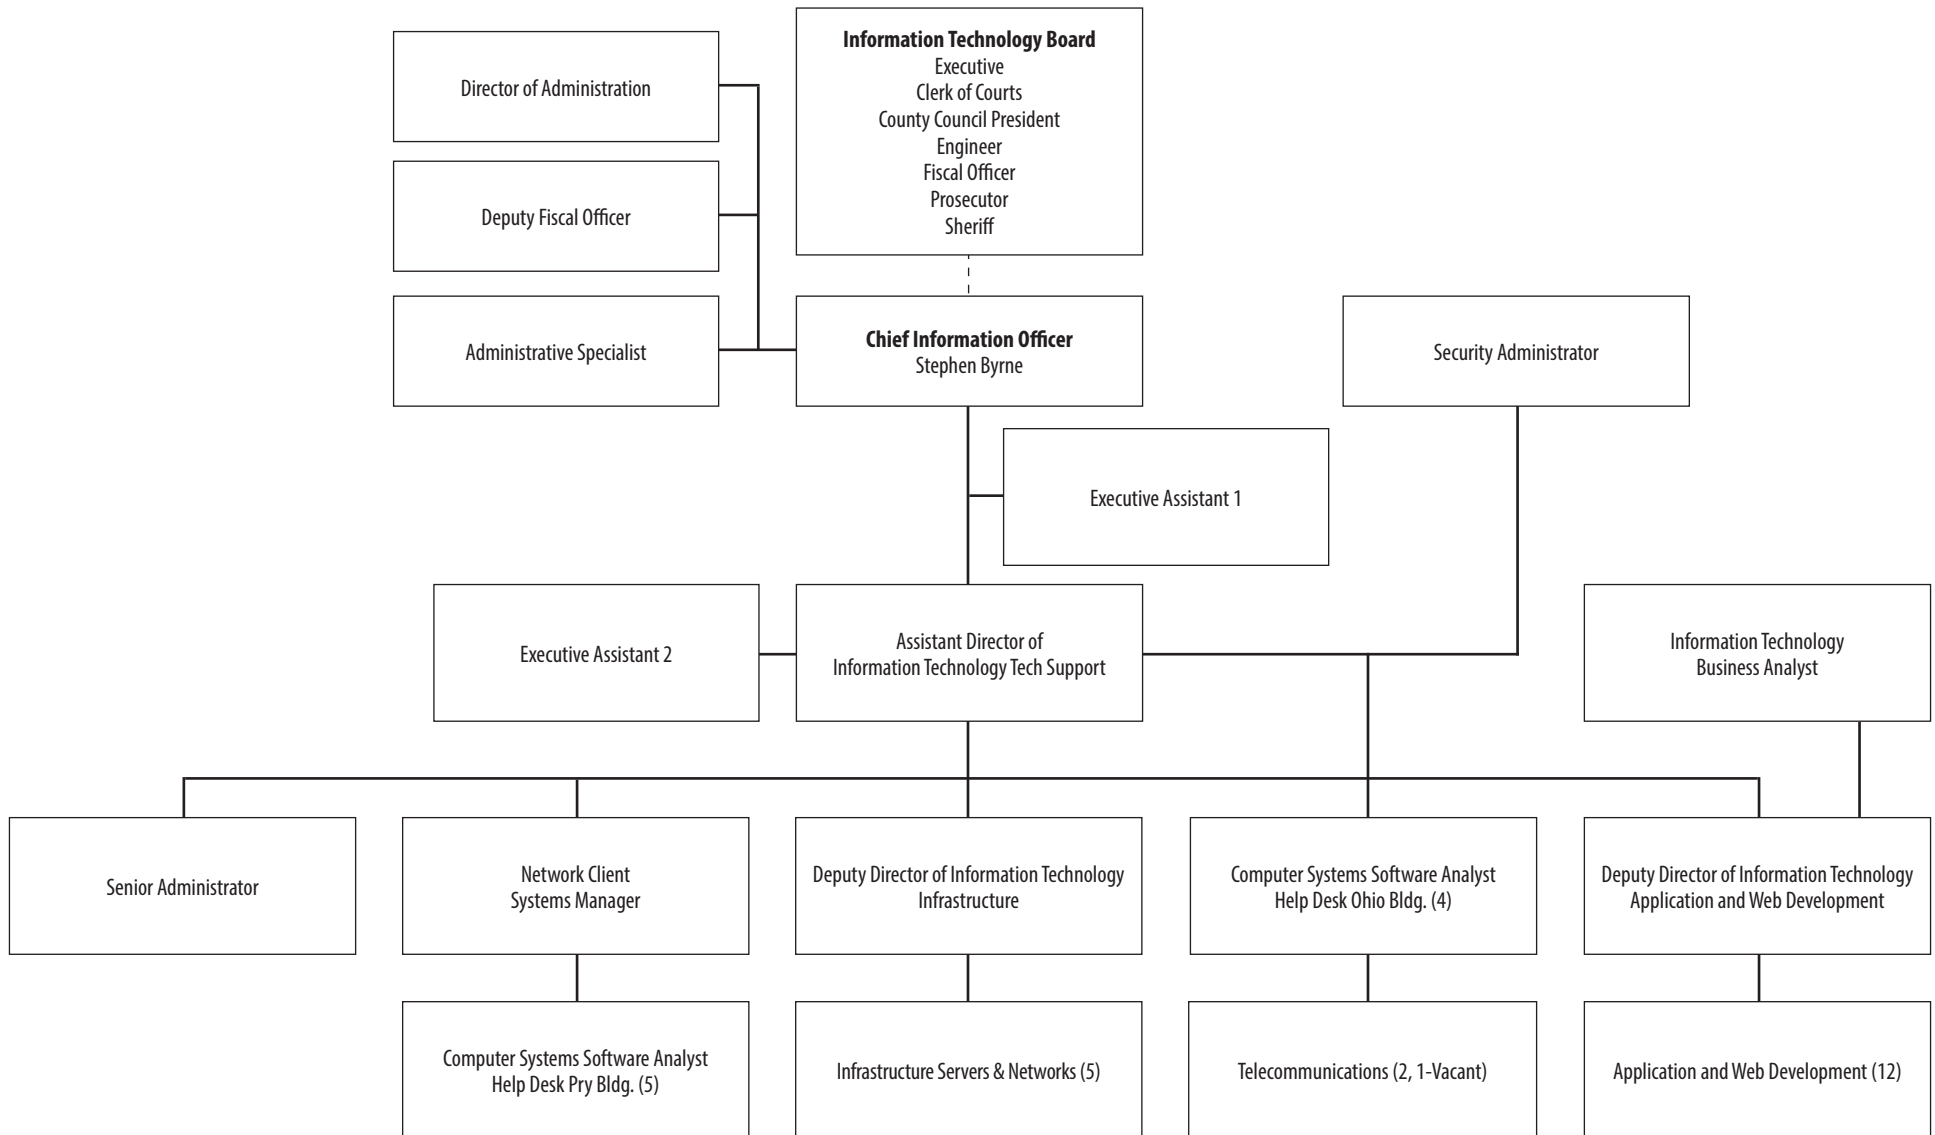 Information Technology Board
Executive
Clerk of Courts
County Council President
Engineer
Fiscal Officer
Prosecutor
Sheriff
Director of Administration
Deputy Fiscal Officer
Administrative Specialist
Chief Information Officer
Stephen Byrne
Security Administrator
Executive Assistant 1
Executive Assistant 2
Assistant Director of
Information Technology Tech Support
Information Technology
Business Analyst
Senior Administrator
Network Client
Systems Manager
Deputy Director of Information Technology
Infrastructure
Computer Systems Software Analyst
Help Desk Ohio Bldg. (4)
Deputy Director of Information Technology
Application and Web Development
Computer Systems Software Analyst
Help Desk Pry Bldg. (5)
Infrastructure Servers & Networks (5)
Telecommunications (2, 1-Vacant)
Application and Web Development (12)